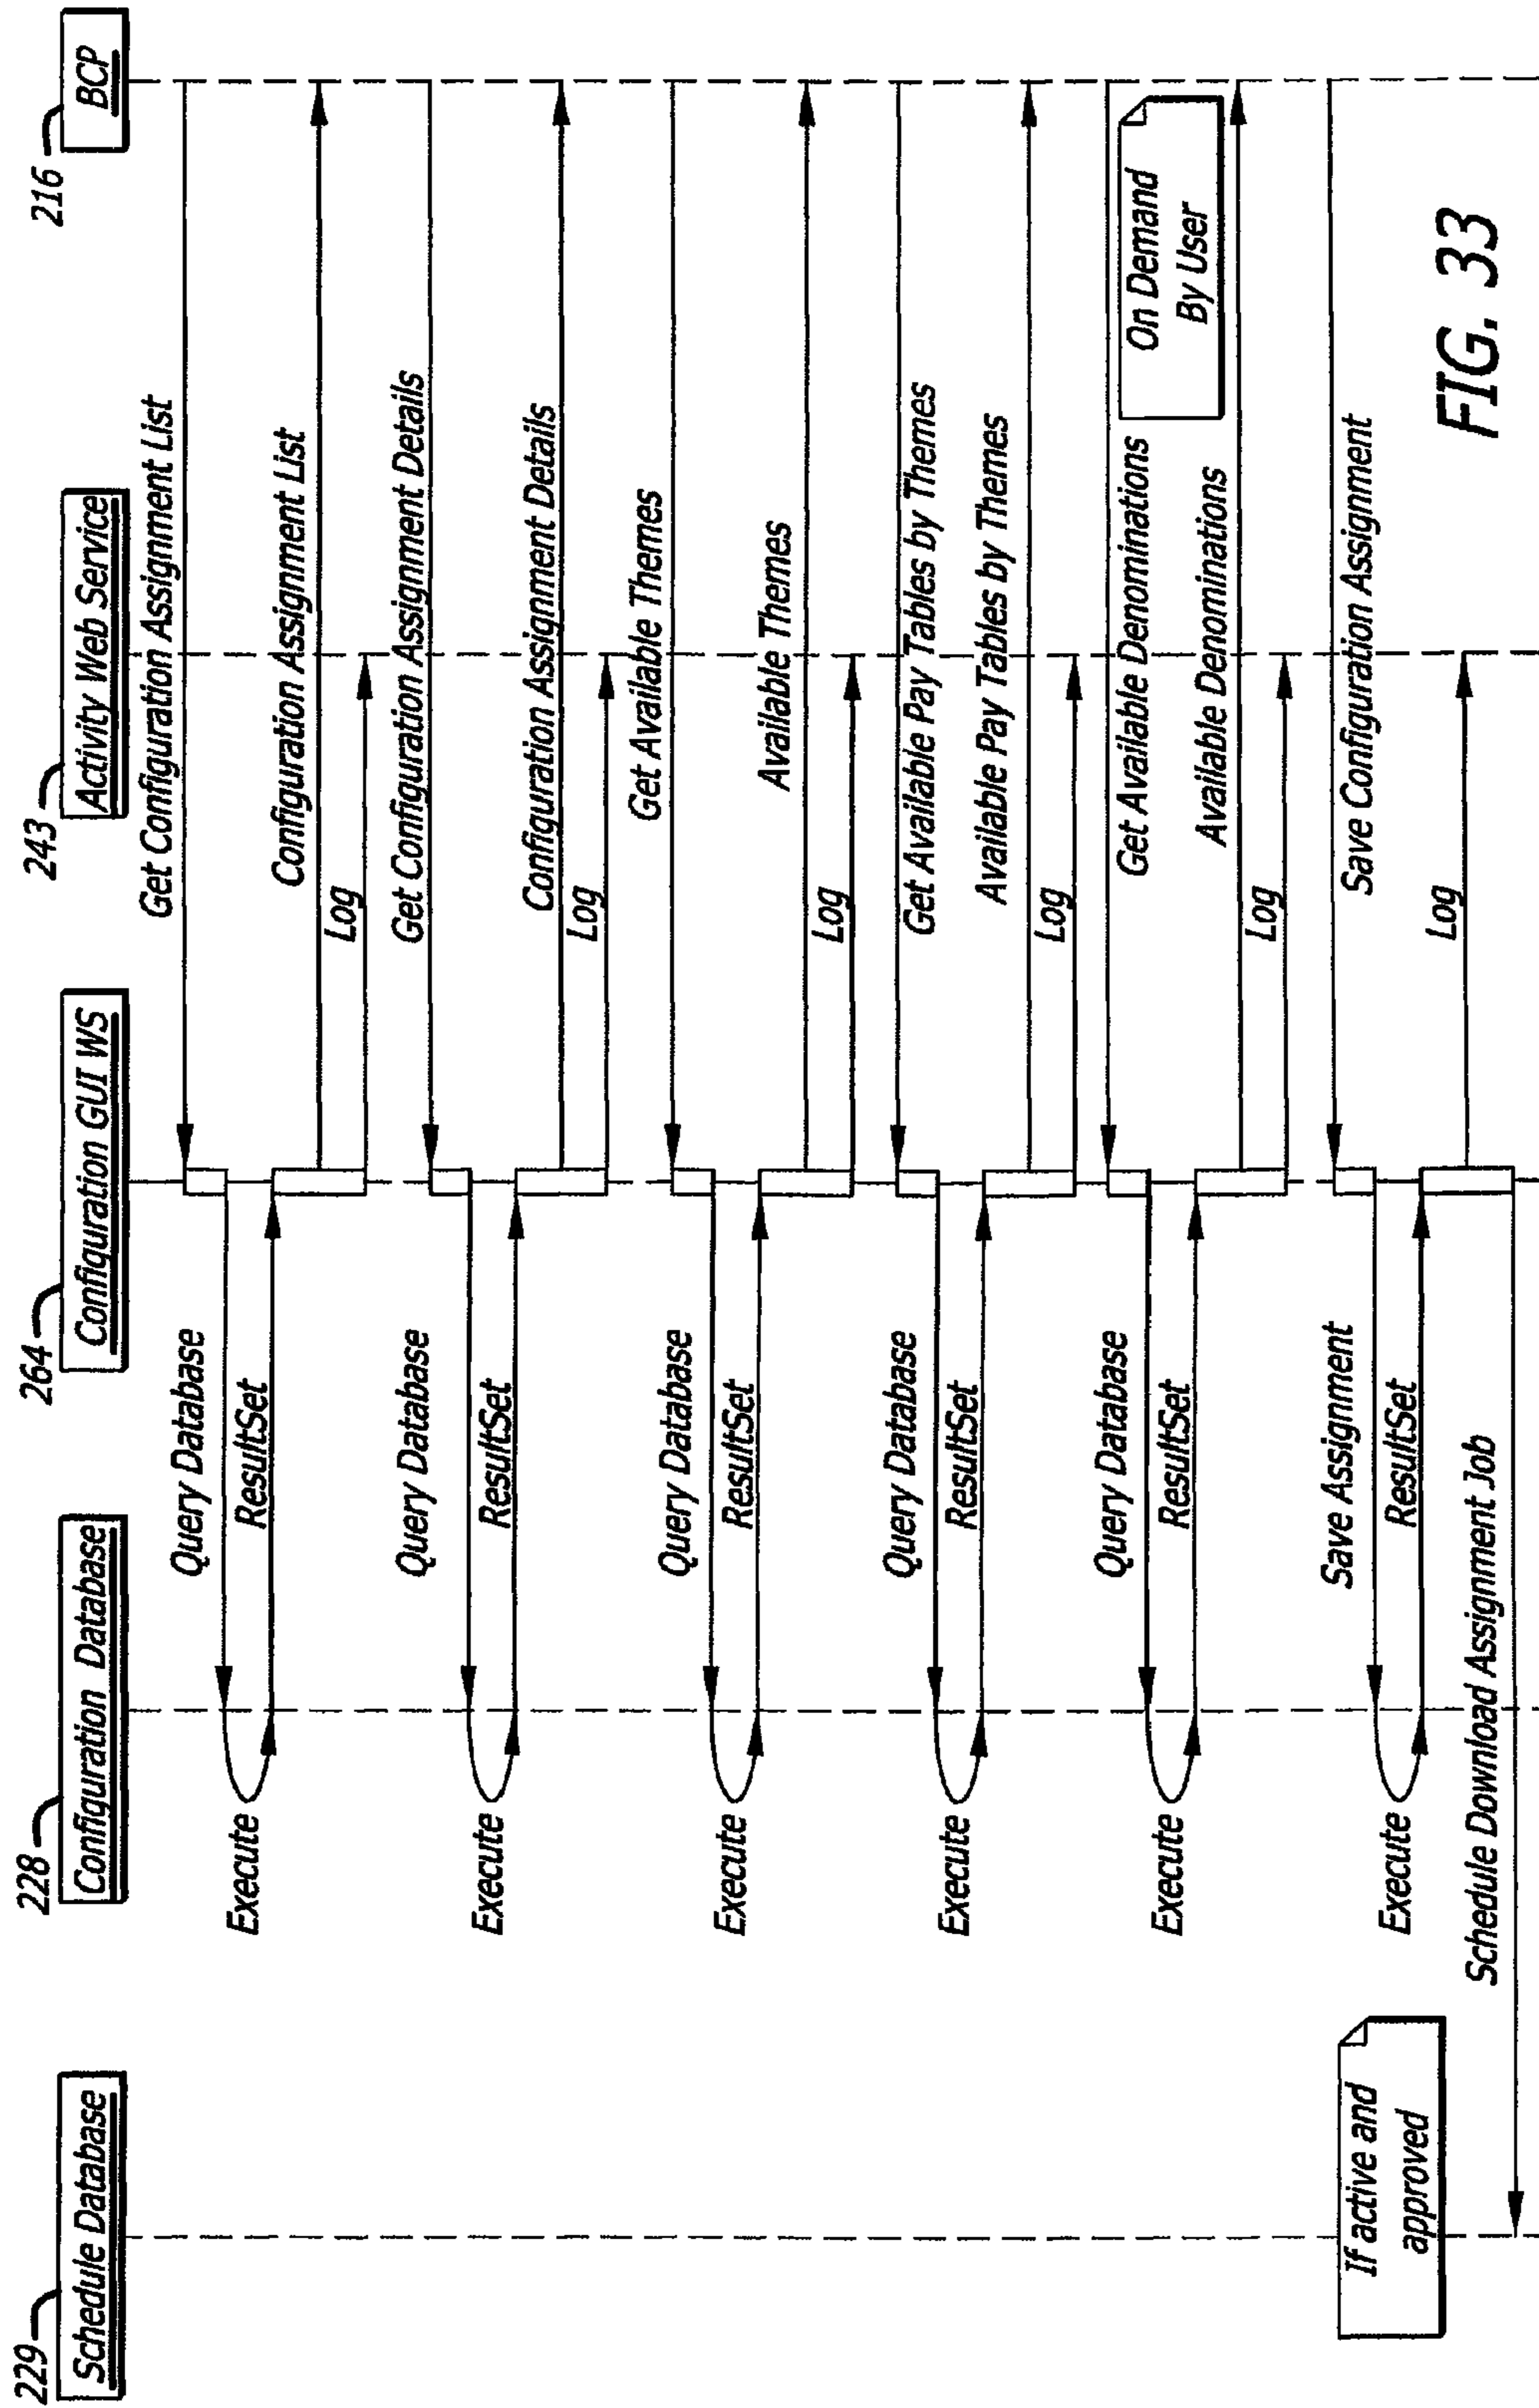 229
Schedule Database
228
Configuration Database
264
Configuration GUI WS
243
Activity Web Service
216
BCP
Get Configuration Assignment List
Query Database
Execute
ResultSet
Configuration Assignment List
Log
Get Configuration Assignment Details
Query Database
Execute
ResultSet
Configuration Assignment Details
Log
Get Available Themes
Query Database
Execute
ResultSet
Available Themes
Log
Get Available Pay Tables by Themes
Query Database
Execute
ResultSet
Available Pay Tables by Themes
Log
Get Available Denominations
On Demand
By User
Query Database
Execute
ResultSet
Available Denominations
Log
Save Configuration Assignment
Save Assignment
Execute
ResultSet
Log
If active and
approved
Schedule Download Assignment Job
FIG. 33